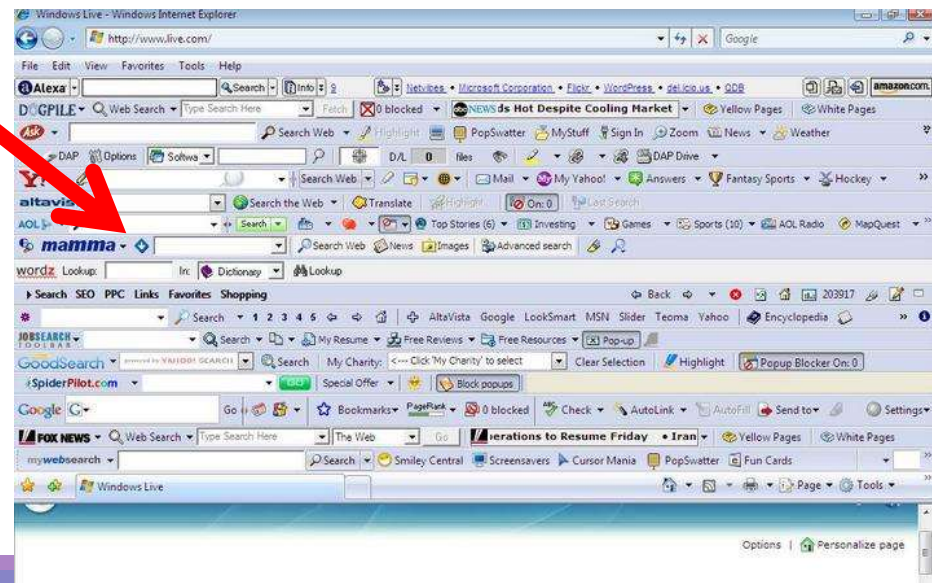 Windows Live - Windows Internet Explorer
http://www.live.com/ Google
File Edit View Favorites Tools Help
Alexa Search Info 2 Netvibes • Microsoft Corporation • Flickr • WordPress • del.icio.us • ODB amazon.com
DOGPILE Web Search Type Search Here Fetch 0 blocked NEWS ds Hot Despite Cooling Market Yellow Pages White Pages
Ask Search Web Highlight PopSwatter MyStuff Sign In Zoom News Weather
DAP Options Softwa D/L 0 files DAP Drive
Y! Search Web Mail My Yahoo! Answers Fantasy Sports Hockey
altavis Search the Web Translate Highlight On: 0 Last Search
AOL Search Top Stories (6) Investing Games Sports (10) AOL Radio MapQuest
mamma Search Web News Images Advanced search
wordz Lookup: In: Dictionary Lookup
Search SEO PPC Links Favorites Shopping Back 203917
Search 1 2 3 4 5 AltaVista Google LookSmart MSN Slider Teoma Yahoo Encyclopedia
JOBSEARCH TOOLBAR Search My Resume Free Reviews Free Resources Pop-up
GoodSearch YAHOO! SEARCH Search My Charity: <--- Click 'My Charity' to select Clear Selection Highlight Popup Blocker On: 0
SpiderPilot.com GO Special Offer Block popups
Google G Go Bookmarks PageRank 0 blocked Check AutoLink AutoFill Send to Settings
FOX NEWS Web Search Type Search Here The Web Go erations to Resume Friday • Iran Yellow Pages White Pages
mywebsearch Search Smiley Central Screensavers Cursor Mania PopSwatter Fun Cards
Windows Live Page Tools
Options | Personalize page